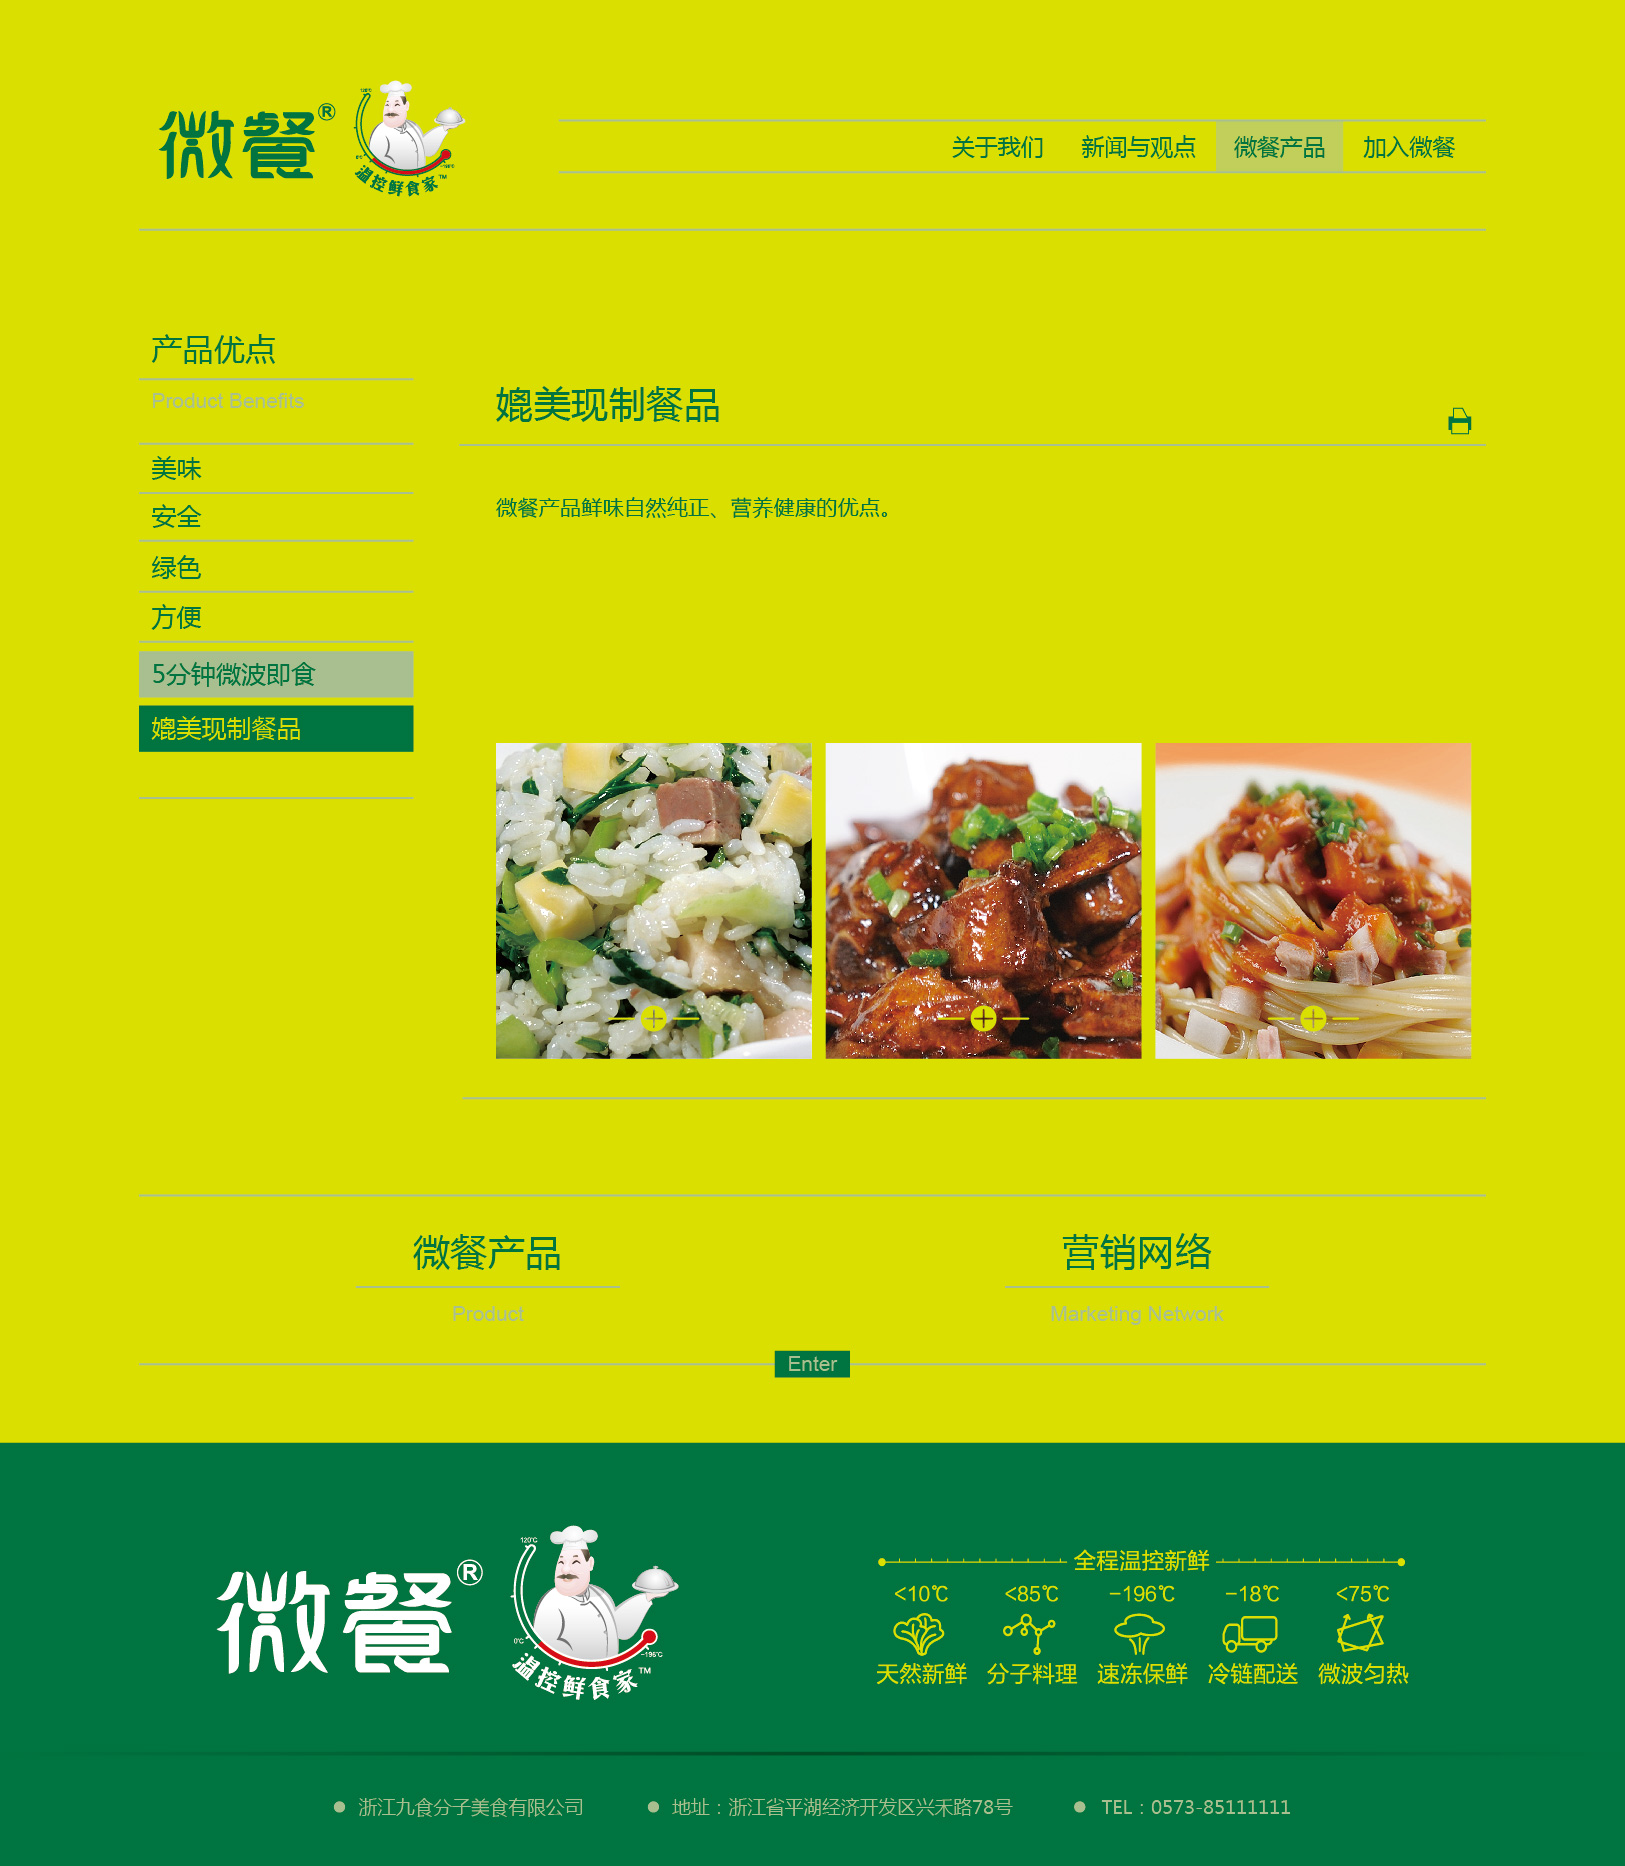 微餐®
120℃
0℃
-196℃
温控鲜食家™
关于我们 新闻与观点 微餐产品 加入微餐
产品优点
Product Benefits
美味
安全
绿色
方便
5分钟微波即食
媲美现制餐品
媲美现制餐品
微餐产品鲜味自然纯正、营养健康的优点。
微餐产品
Product
营销网络
Marketing Network
Enter
微餐®
120℃
0℃
-196℃
温控鲜食家™
全程温控新鲜
<10℃ <85℃ -196℃ -18℃ <75℃
天然新鲜 分子料理 速冻保鲜 冷链配送 微波匀热
浙江九食分子美食有限公司
地址：浙江省平湖经济开发区兴禾路78号
TEL：0573-85111111